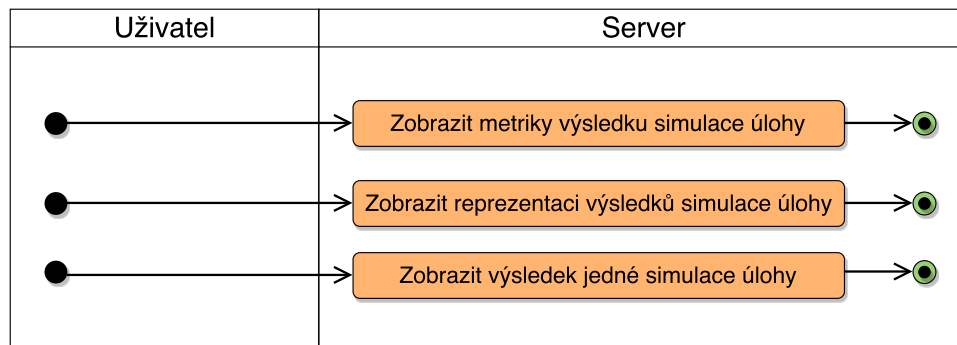 Uživatel
Server
Zobrazit metriky výsledku simulace úlohy
Zobrazit reprezentaci výsledků simulace úlohy
Zobrazit výsledek jedné simulace úlohy